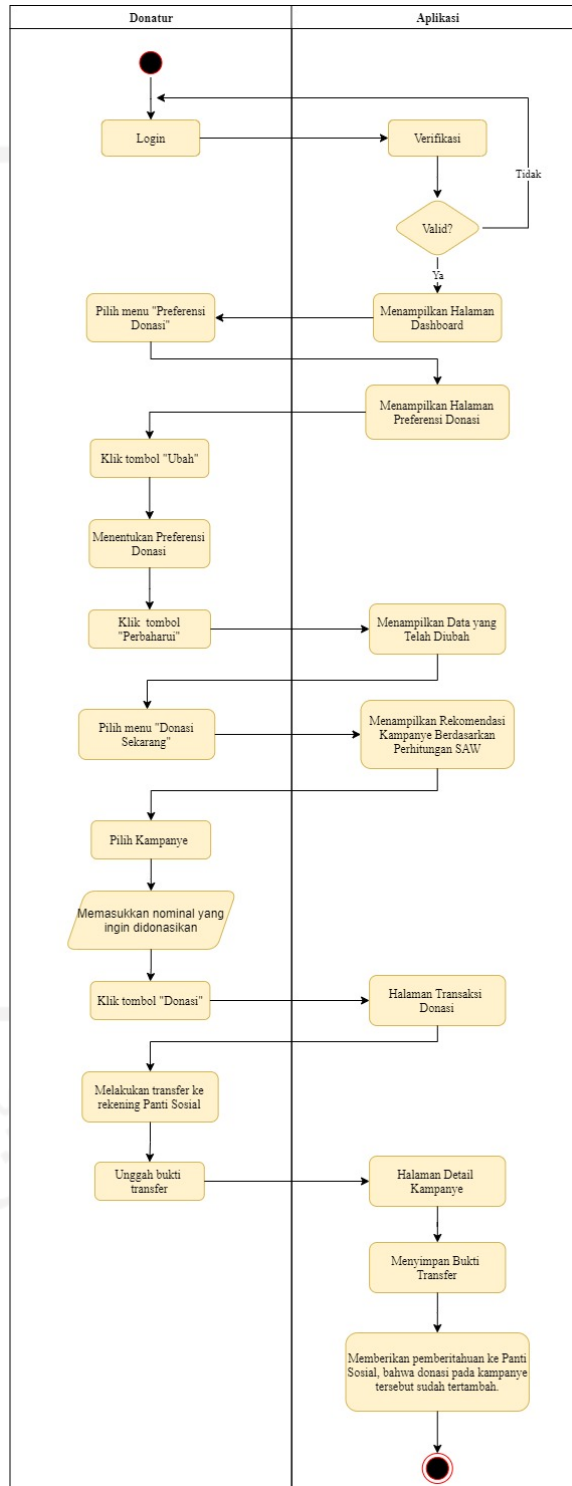 Donatur
Aplikasi
Login
Verifikasi
Tidak
Valid?
Ya
Pilih menu "Preferensi
Donasi"
Menampilkan Halaman
Dashboard
Menampilkan Halaman
Preferensi Donasi
Klik tombol "Ubah"
Menentukan Preferensi
Donasi
Klik tombol
"Perbaharui"
Menampilkan Data yang
Telah Diubah
Pilih menu "Donasi
Sekarang"
Menampilkan Rekomendasi
Kampanye Berdasarkan
Perhitungan SAW
Pilih Kampanye
Memasukkan nominal yang
ingin didonasikan
Klik tombol "Donasi"
Halaman Transaksi
Donasi
Melakukan transfer ke
rekening Panti Sosial
Unggah bukti
transfer
Halaman Detail
Kampanye
Menyimpan Bukti
Transfer
Memberikan pemberitahuan ke Panti
Sosial, bahwa donasi pada kampanye
tersebut sudah tertambah.